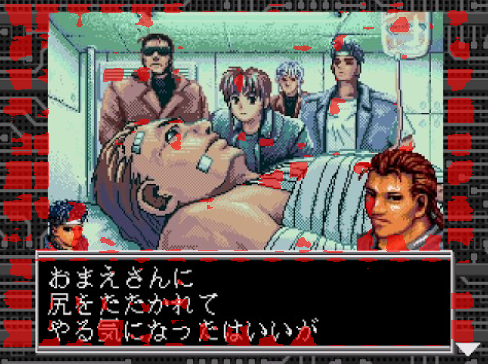 おまえさんに
尻をたたかれて
やる気になったはいいが